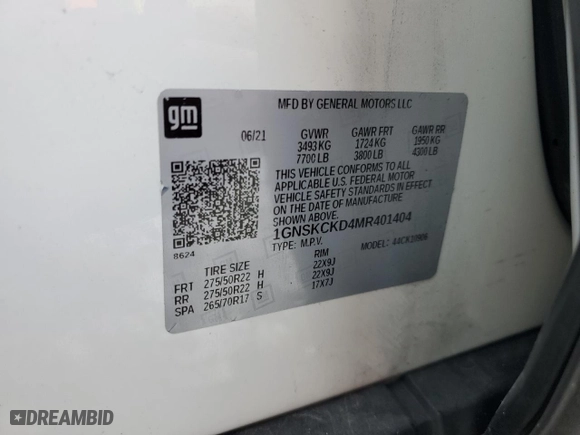 gm
MFD BY GENERAL MOTORS LLC
06/21 GVWR GAWR FRT GAWR RR
3493 KG 1724 KG 1950 KG
7700 LB 3800 LB 4300 LB
THIS VEHICLE CONFORMS TO ALL
APPLICABLE U.S. FEDERAL MOTOR
VEHICLE SAFETY STANDARDS IN EFFECT
ON THE DATE OF MANUFACTURE
SHOWN ABOVE.
1GNSKCKD4MR401404
TYPE: M.P.V. MODEL:
8624
TIRE SIZE RIM
FRT 275/50R22 H 22X9J
RR 275/50R22 H 22X9J
SPA 265/70R17 S 17X7J
© DREAMBID